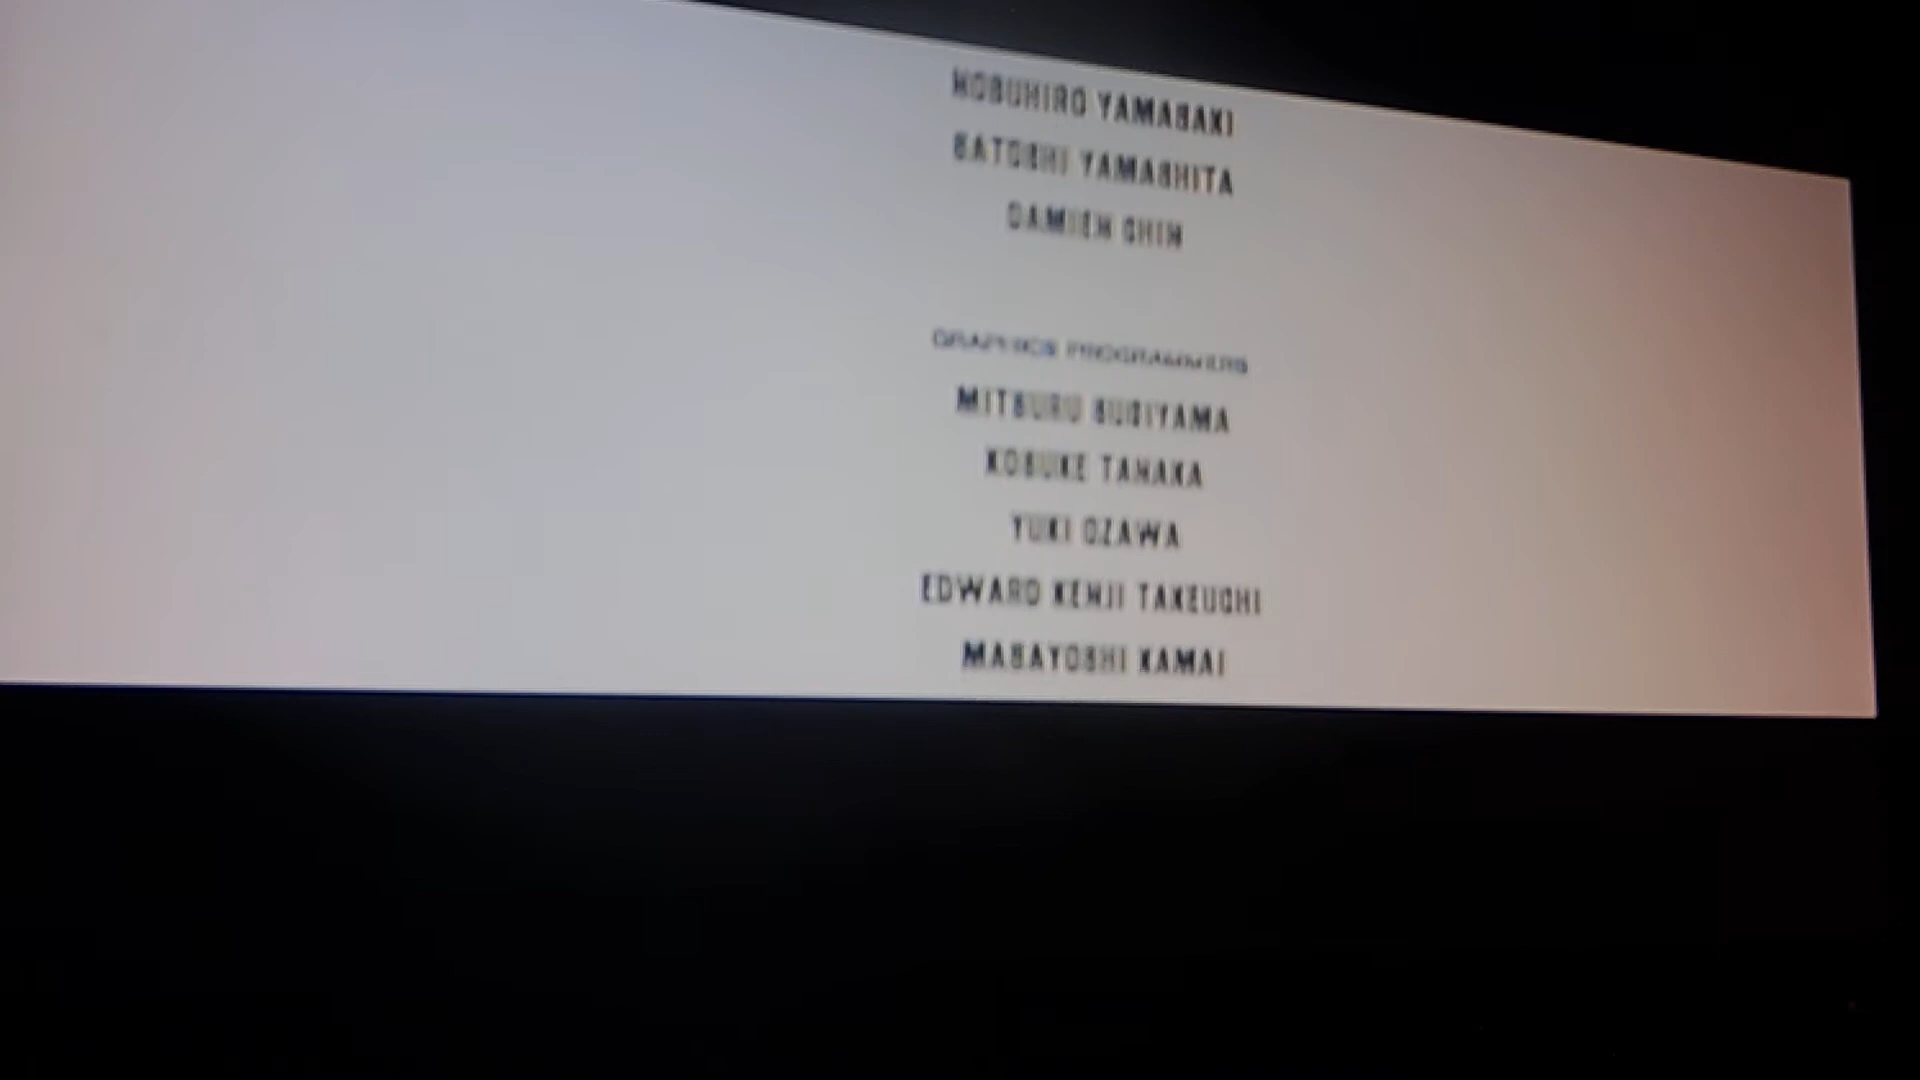 NOBUHIRO YAMASAKI
SATOSHI YAMASHITA
DAMIEN CHIN
GRAPHICS PROGRAMMERS
MITSURU SUGIYAMA
KOSUKE TANAKA
YUKI OZAWA
EDWARD KENJI TAKEUCHI
MASAYOSHI KAMAI